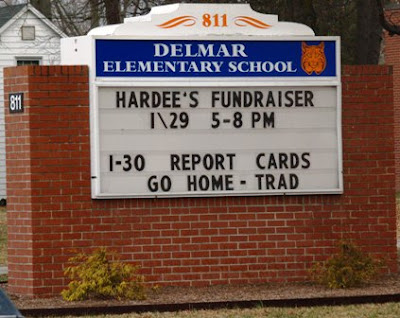 811
DELMAR
ELEMENTARY SCHOOL
811
HARDEE'S FUNDRAISER
1\29 5-8 PM
1-30 REPORT CARDS
GO HOME - TRAD